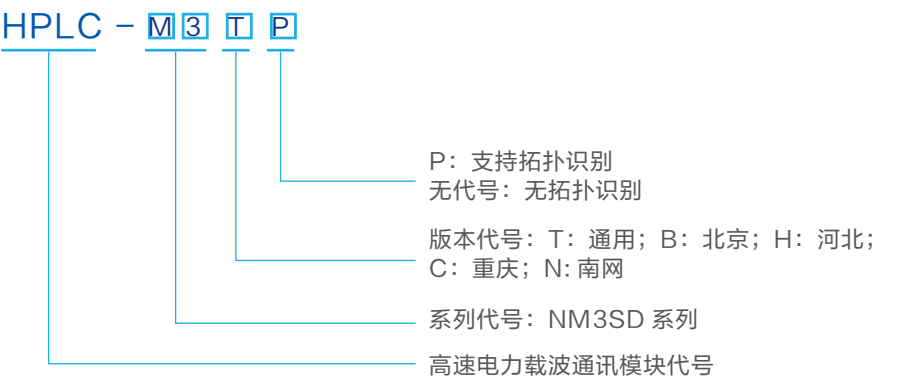 HPLC - M3TP
P：支持拓扑识别
无代号：无拓扑识别
版本代号：T：通用；B：北京；H：河北；
C：重庆；N: 南网
系列代号：NM3SD 系列
高速电力载波通讯模块代号